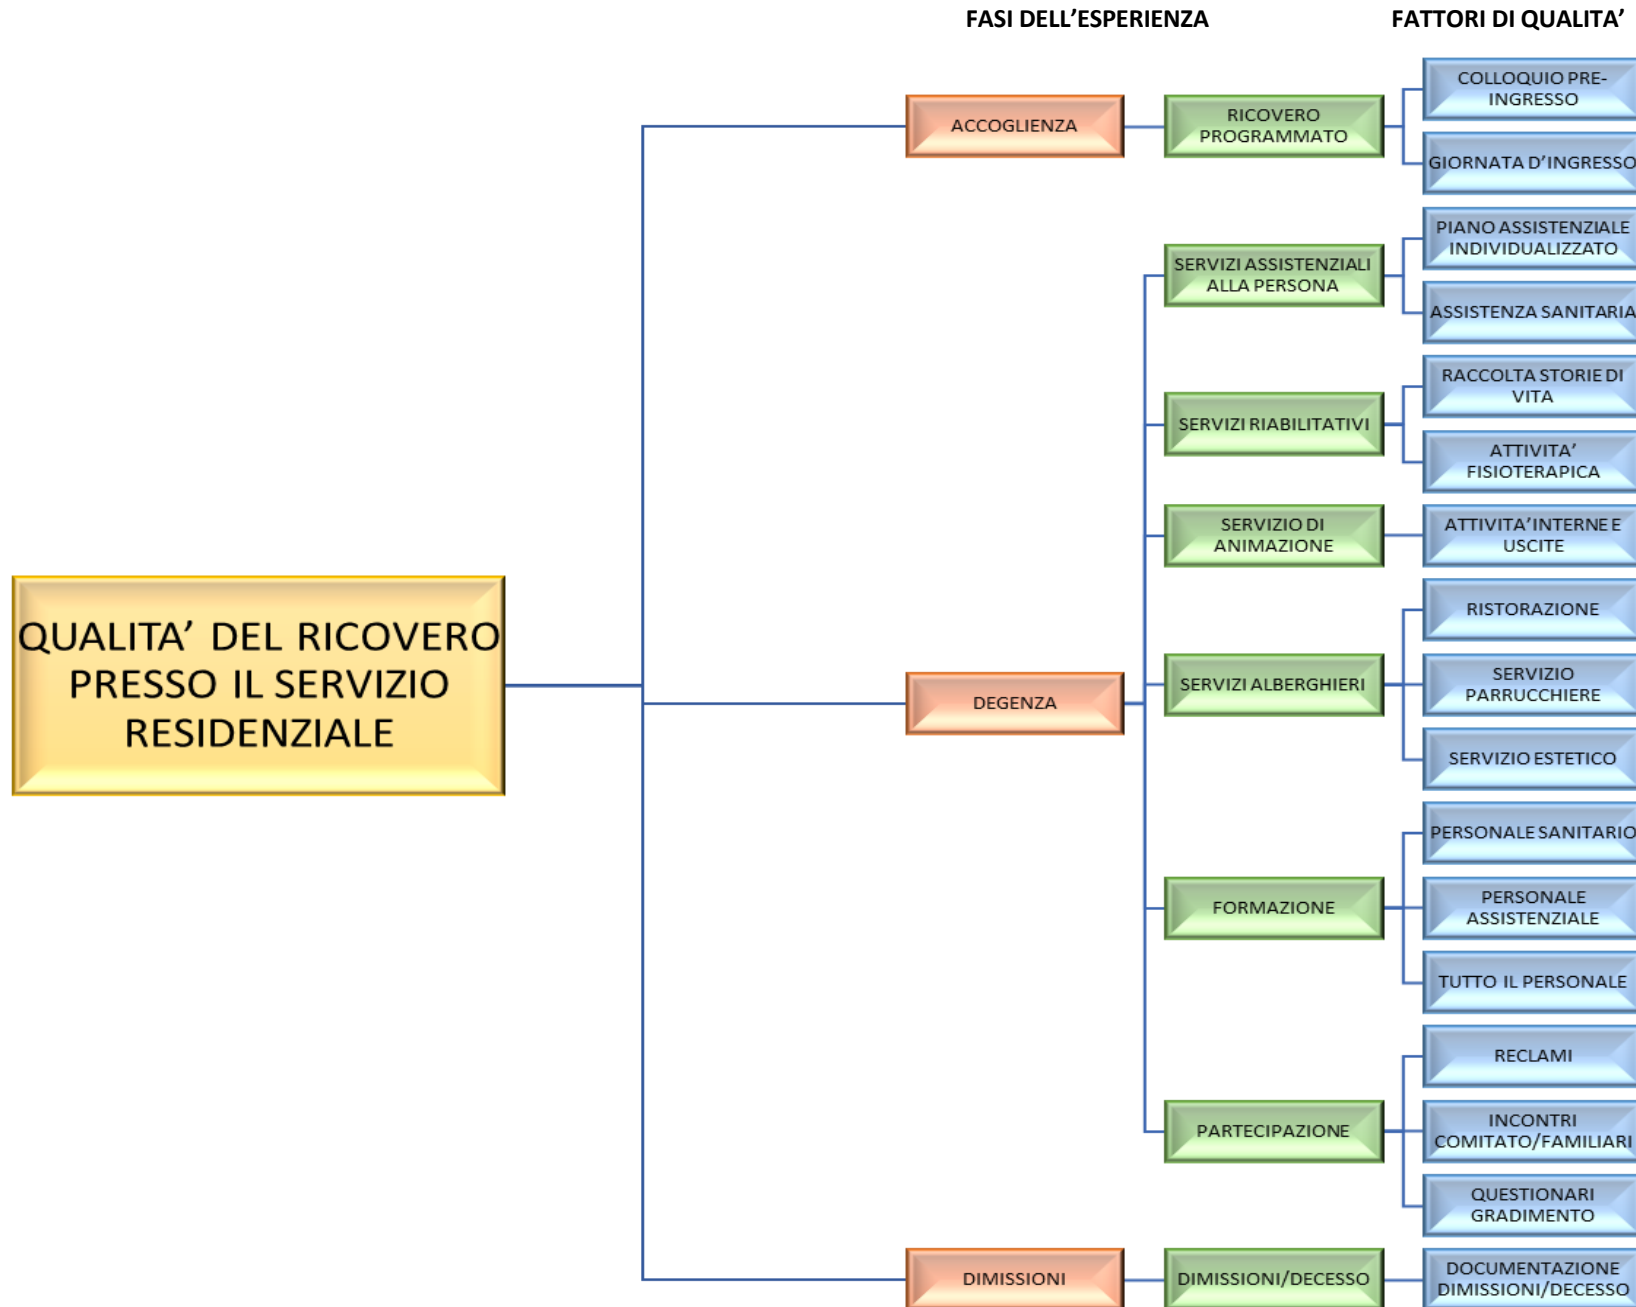 FASI DELL’ESPERIENZA
FATTORI DI QUALITA’
QUALITA’ DEL RICOVERO
PRESSO IL SERVIZIO
RESIDENZIALE
ACCOGLIENZA
RICOVERO
PROGRAMMATO
COLLOQUIO PRE-
INGRESSO
GIORNATA D’INGRESSO
DEGENZA
SERVIZI ASSISTENZIALI
ALLA PERSONA
PIANO ASSISTENZIALE
INDIVIDUALIZZATO
ASSISTENZA SANITARIA
SERVIZI RIABILITATIVI
RACCOLTA STORIE DI
VITA
ATTIVITA’
FISIOTERAPICA
SERVIZIO DI
ANIMAZIONE
ATTIVITA’ INTERNE E
USCITE
SERVIZI ALBERGHIERI
RISTORAZIONE
SERVIZIO
PARRUCCHIERE
SERVIZIO ESTETICO
FORMAZIONE
PERSONALE SANITARIO
PERSONALE
ASSISTENZIALE
TUTTO IL PERSONALE
PARTECIPAZIONE
RECLAMI
INCONTRI
COMITATO/FAMILIARI
QUESTIONARI
GRADIMENTO
DIMISSIONI
DIMISSIONI/DECESSO
DOCUMENTAZIONE
DIMISSIONI/DECESSO